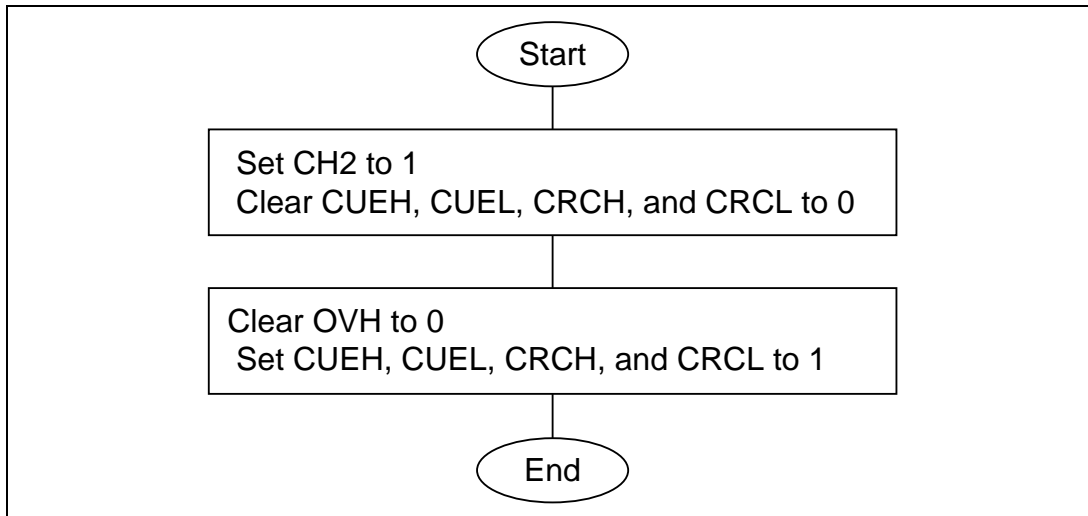 Start
Set CH2 to 1
Clear CUEH, CUEL, CRCH, and CRCL to 0
Clear OVH to 0
Set CUEH, CUEL, CRCH, and CRCL to 1
End